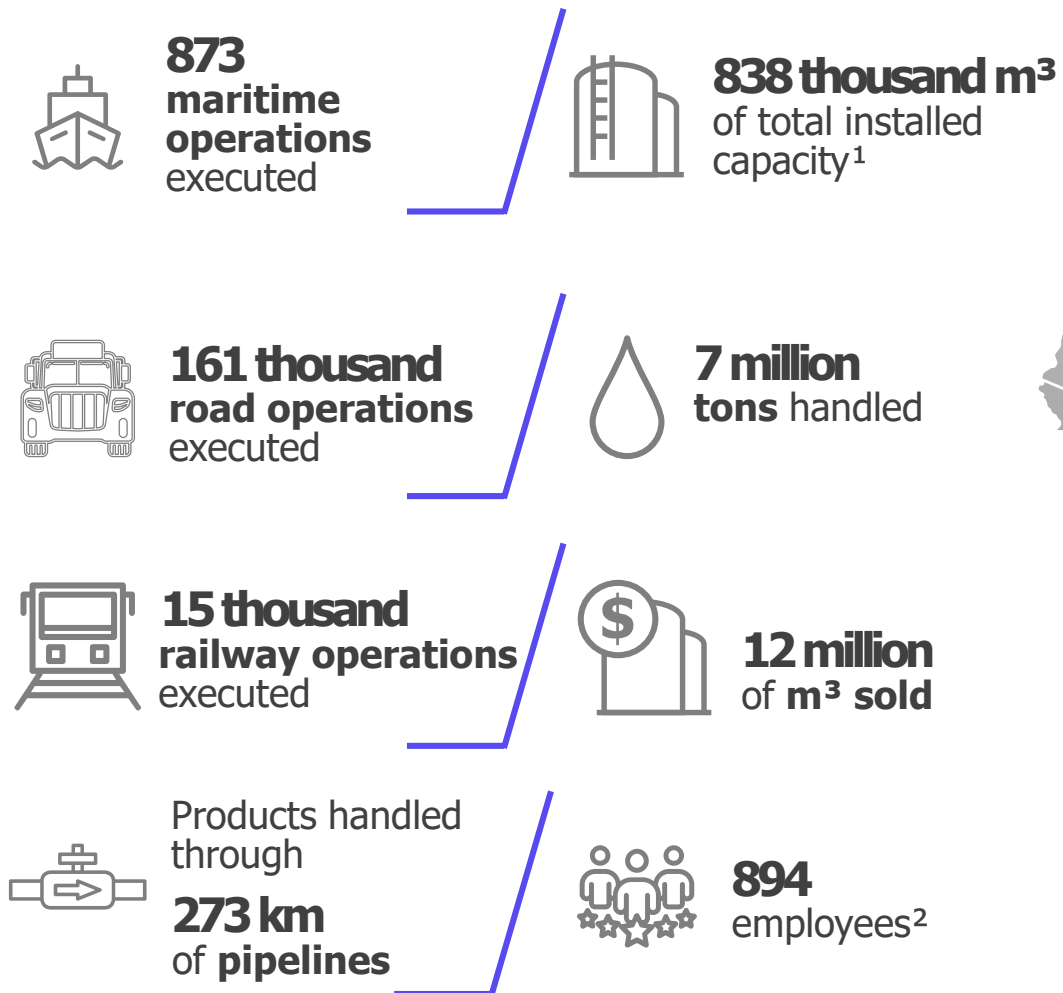 873
maritime
operations
executed
838 thousand m³
of total installed
capacity¹
161 thousand
road operations
executed
7 million
tons handled
15 thousand
railway operations
executed
$
12 million
of m³ sold
Products handled
through
273 km
of pipelines
894
employees²